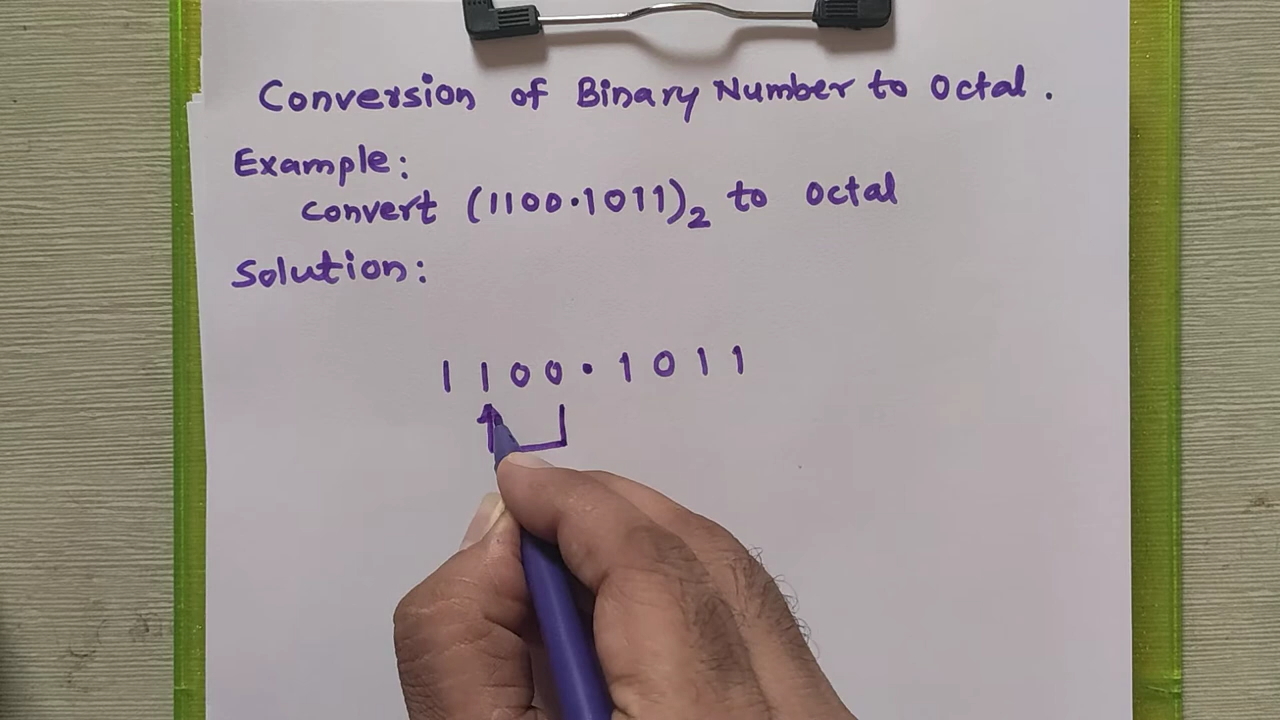 Conversion of Binary Number to Octal.
Example:
convert (1100.1011)2 to octal
Solution:
1100.1011